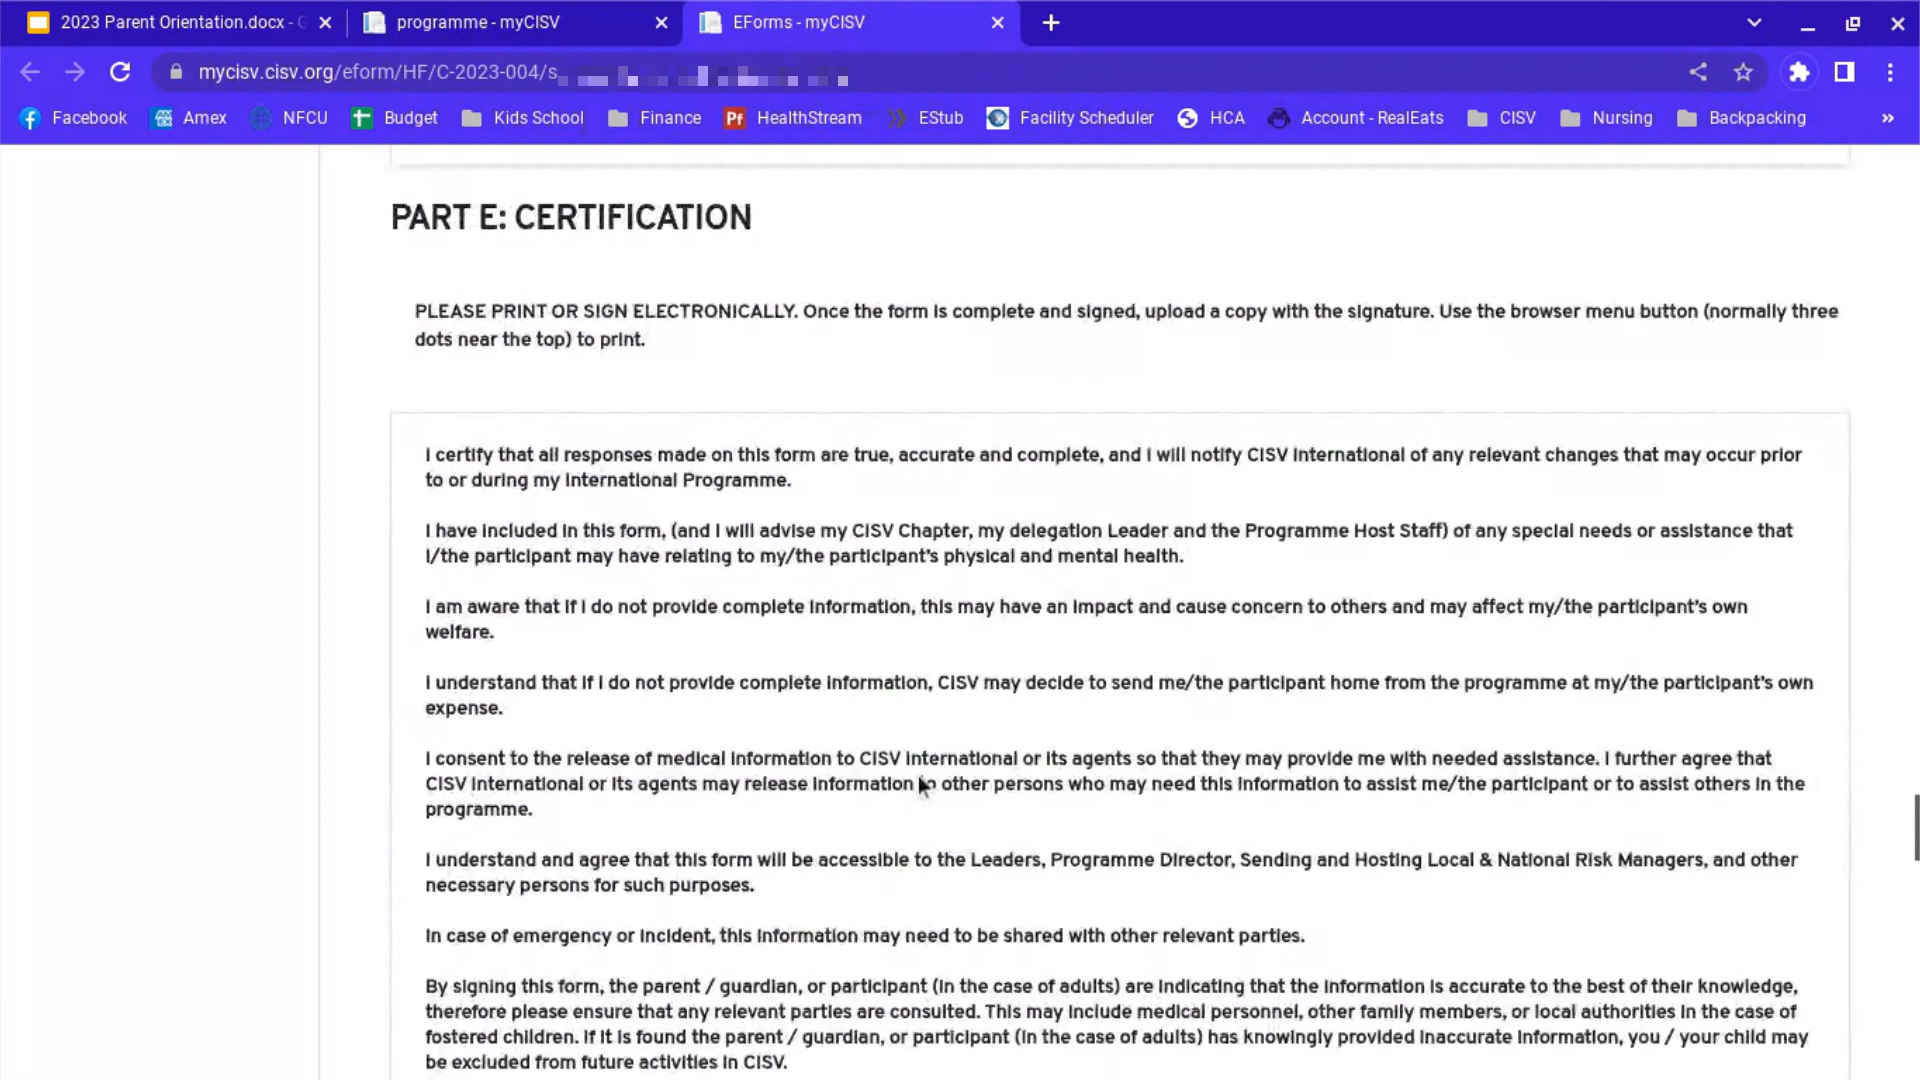 2023 Parent Orientation.docx - G
programme - myCISV
EForms - myCISV
mycisv.cisv.org/eform/HF/C-2023-004/s
Facebook Amex NFCU Budget Kids School Finance HealthStream EStub Facility Scheduler HCA Account - RealEats CISV Nursing Backpacking »
PART E: CERTIFICATION
PLEASE PRINT OR SIGN ELECTRONICALLY. Once the form is complete and signed, upload a copy with the signature. Use the browser menu button (normally three
dots near the top) to print.
I certify that all responses made on this form are true, accurate and complete, and I will notify CISV International of any relevant changes that may occur prior
to or during my International Programme.
I have included in this form, (and I will advise my CISV Chapter, my delegation Leader and the Programme Host Staff) of any special needs or assistance that
I/the participant may have relating to my/the participant's physical and mental health.
I am aware that if I do not provide complete information, this may have an impact and cause concern to others and may affect my/the participant's own
welfare.
I understand that if I do not provide complete information, CISV may decide to send me/the participant home from the programme at my/the participant's own
expense.
I consent to the release of medical information to CISV International or its agents so that they may provide me with needed assistance. I further agree that
CISV International or its agents may release information to other persons who may need this information to assist me/the participant or to assist others in the
programme.
I understand and agree that this form will be accessible to the Leaders, Programme Director, Sending and Hosting Local & National Risk Managers, and other
necessary persons for such purposes.
In case of emergency or incident, this information may need to be shared with other relevant parties.
By signing this form, the parent / guardian, or participant (in the case of adults) are indicating that the information is accurate to the best of their knowledge,
therefore please ensure that any relevant parties are consulted. This may include medical personnel, other family members, or local authorities in the case of
fostered children. If it is found the parent / guardian, or participant (in the case of adults) has knowingly provided inaccurate information, you / your child may
be excluded from future activities in CISV.